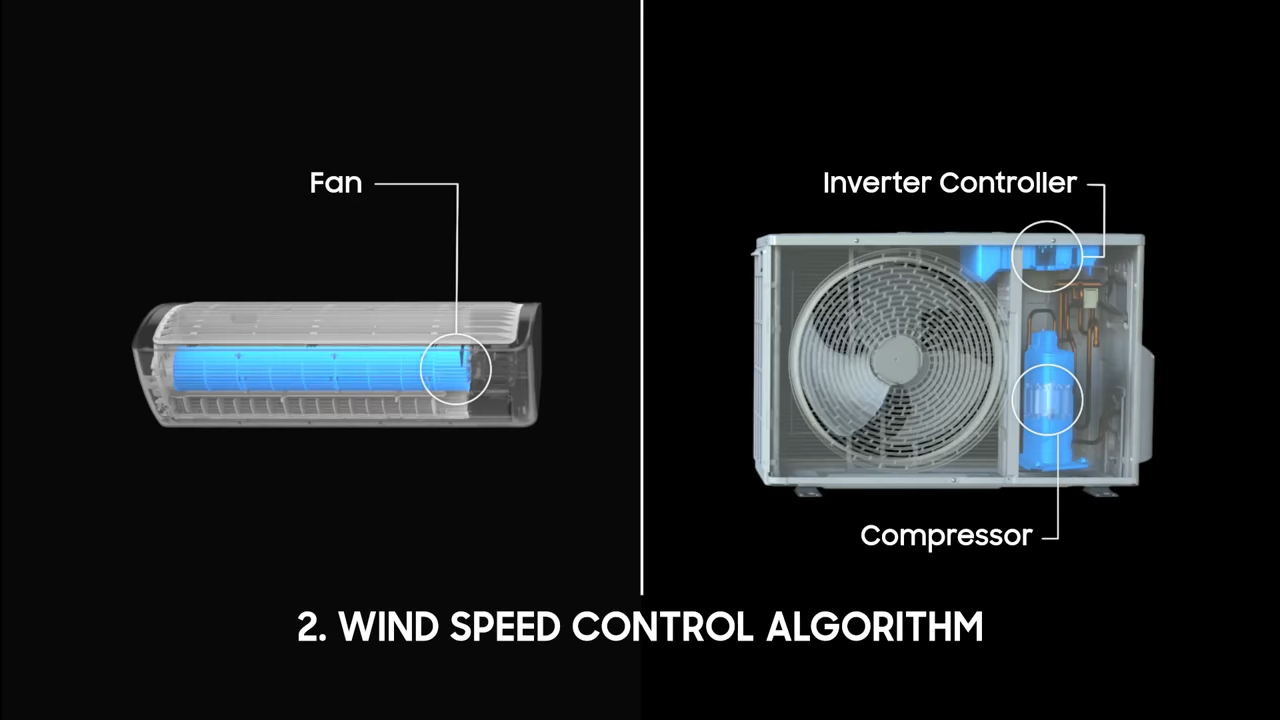 Fan
Inverter Controller
Compressor
2. WIND SPEED CONTROL ALGORITHM